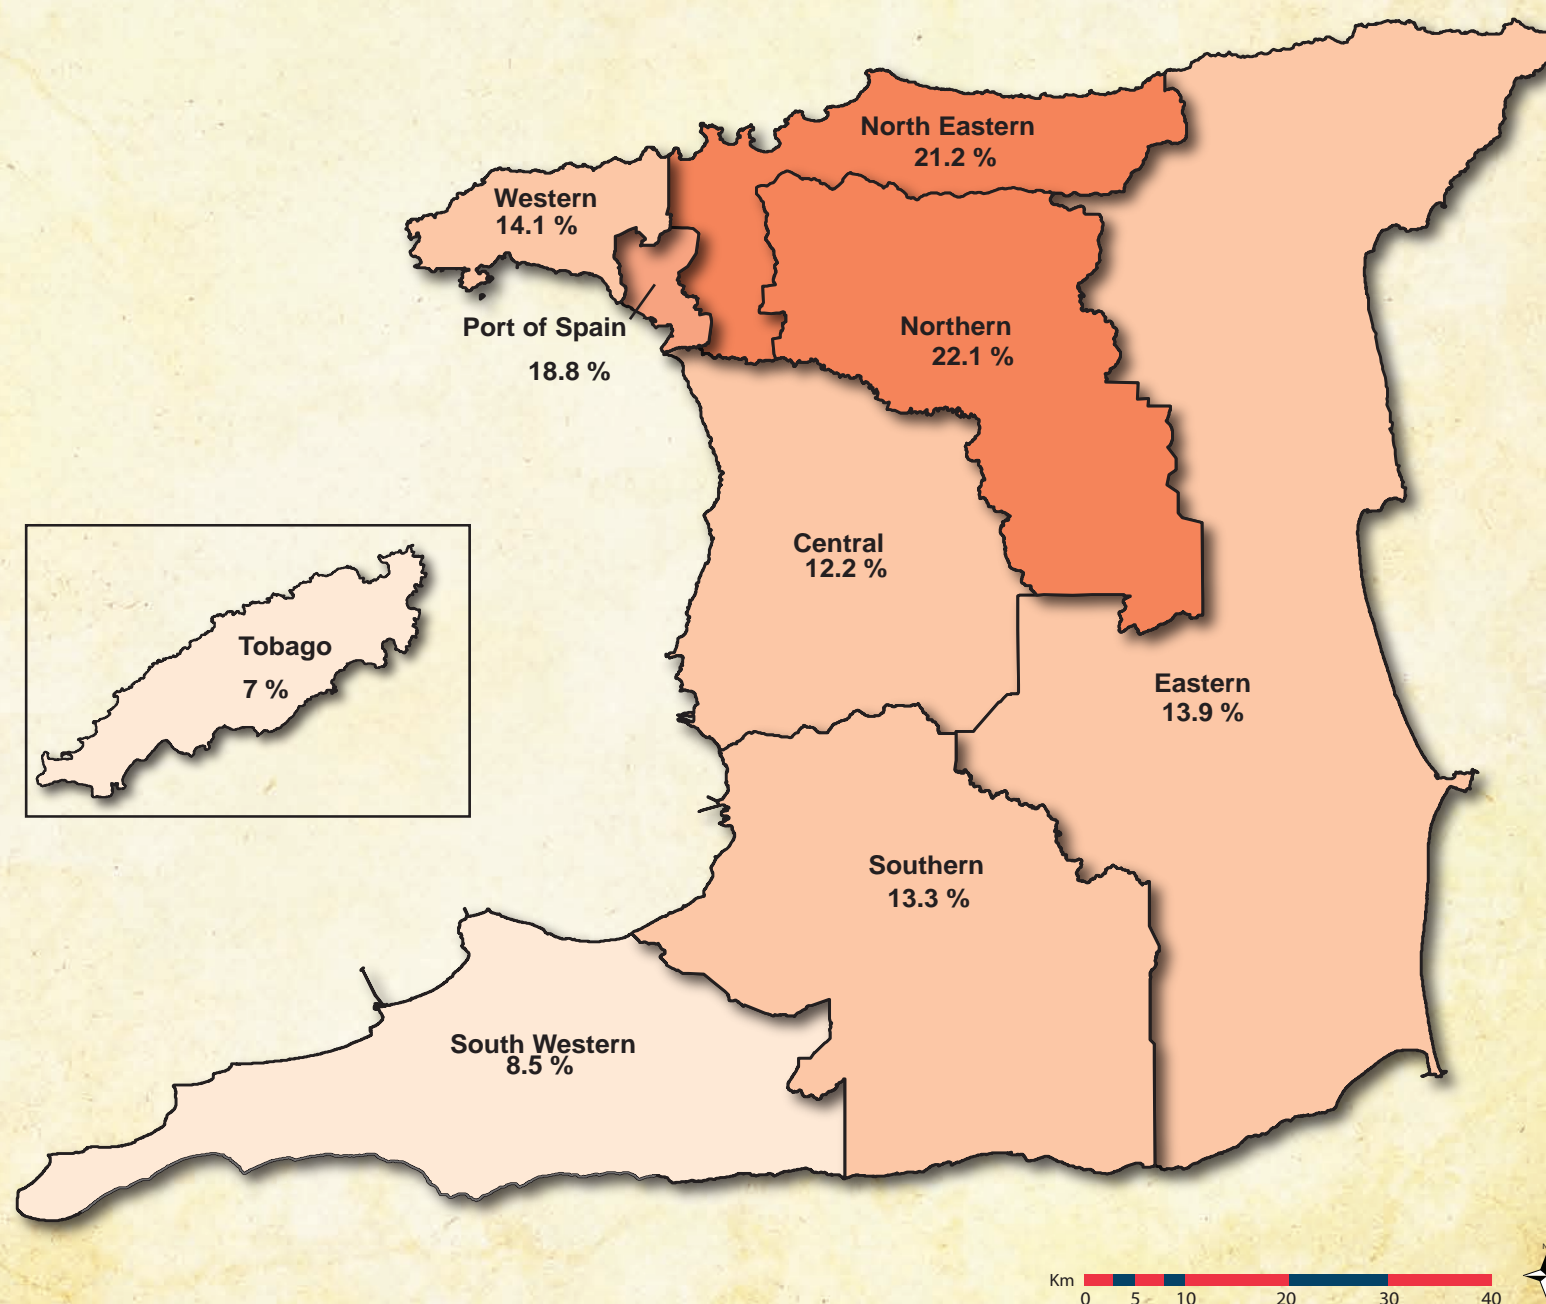 North Eastern
21.2 %
Western
14.1 %
Port of Spain
18.8 %
Northern
22.1 %
Central
12.2 %
Tobago
7 %
Eastern
13.9 %
Southern
13.3 %
South Western
8.5 %
Km
0 5 10 20 30 40